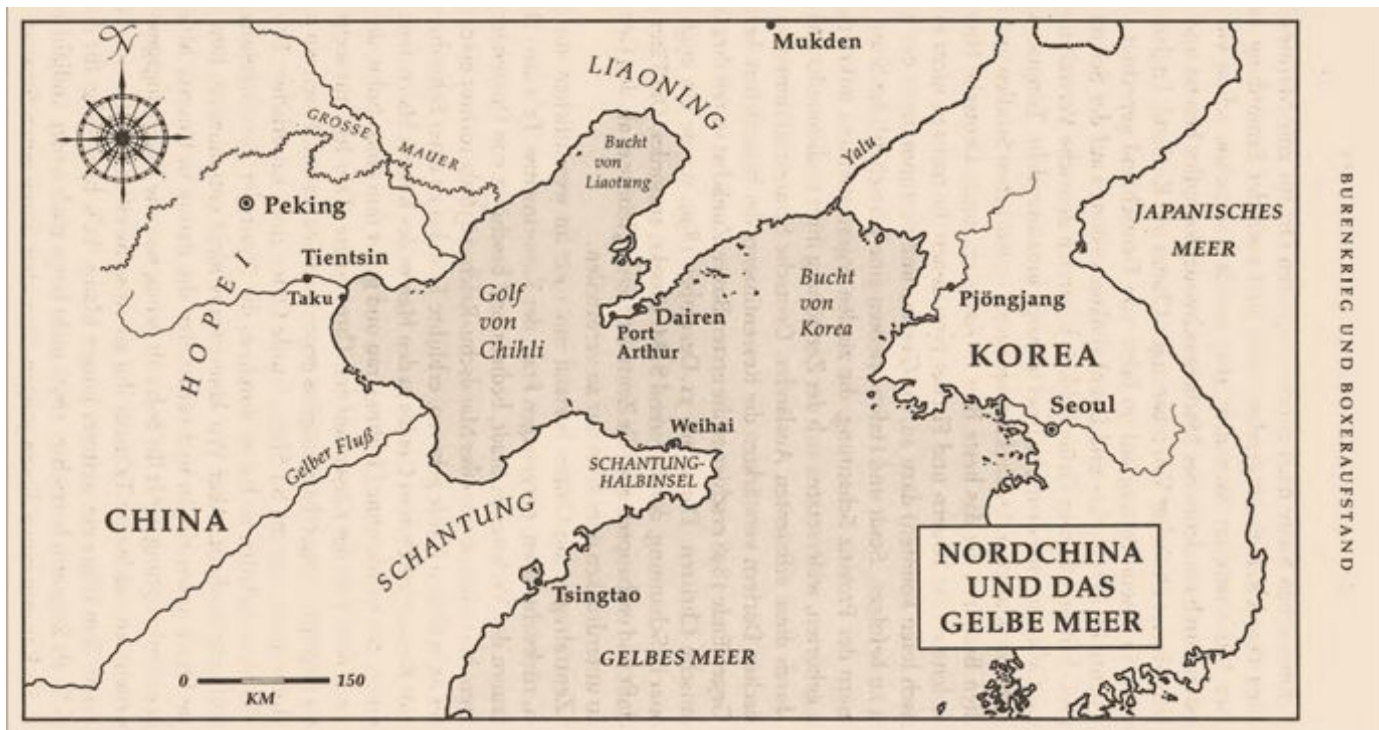 N
Mukden
LIAONING
GROSSE
MAUER
Bucht
von
Liaotung
Yalu
Peking
JAPANISCHES
MEER
HOPEI
Tientsin
Taku
Golf
von
Chihli
Bucht
von
Korea
Pjöngjang
Port
Arthur
Dairen
KOREA
Seoul
Weihai
Gelber Fluß
SCHANTUNG-
HALBINSEL
CHINA
SCHANTUNG
Tsingtao
NORDCHINA
UND DAS
GELBE MEER
GELBES MEER
0 150
KM
BURENKRIEG UND BOXERAUFSTAND